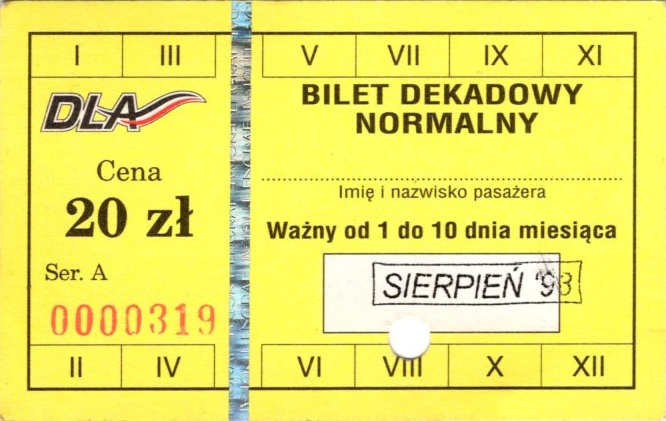 I III V VII IX XI
DLA
BILET DEKADOWY
NORMALNY
Cena
20 zł
Imię i nazwisko pasażera
Ważny od 1 do 10 dnia miesiąca
Ser. A
SIERPIEŃ '98
0000319
II IV VI VIII X XII